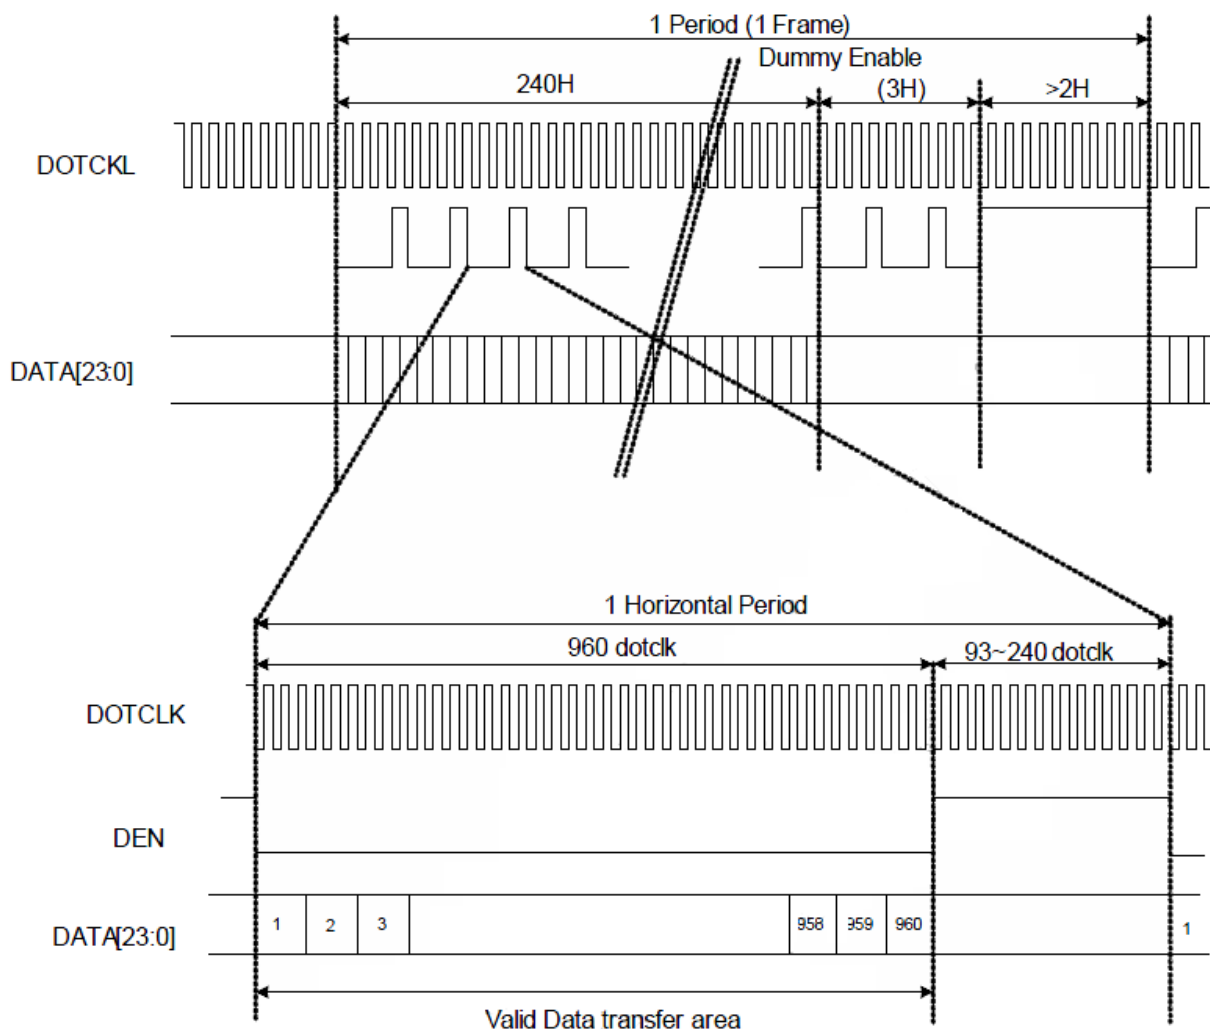 1 Period (1 Frame)
Dummy Enable
240H
(3H)
>2H
DOTCKL
DATA[23:0]
1 Horizontal Period
960 dotclk
93~240 dotclk
DOTCLK
DEN
DATA[23:0]
1
2
3
958
959
960
1
Valid Data transfer area